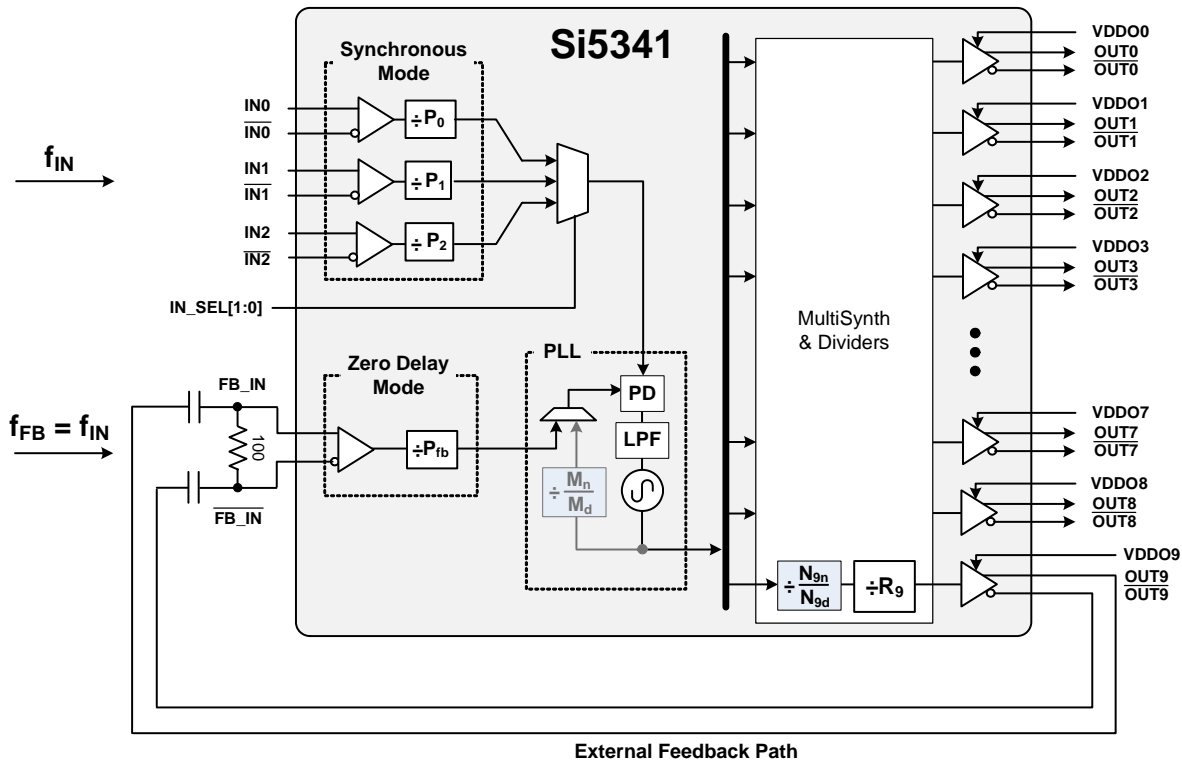 Si5341
Synchronous
Mode
IN0
IN0
IN1
IN1
IN2
IN2
÷P0
÷P1
÷P2
fIN
IN_SEL[1:0]
Zero Delay
Mode
FB_IN
100
FB_IN
fFB = fIN
÷Pfb
PLL
PD
LPF
÷ Mn
Md
MultiSynth
& Dividers
÷ N9n
N9d
÷R9
VDDO0
OUT0
OUT0
VDDO1
OUT1
OUT1
VDDO2
OUT2
OUT2
VDDO3
OUT3
OUT3
VDDO7
OUT7
OUT7
VDDO8
OUT8
OUT8
VDDO9
OUT9
OUT9
External Feedback Path